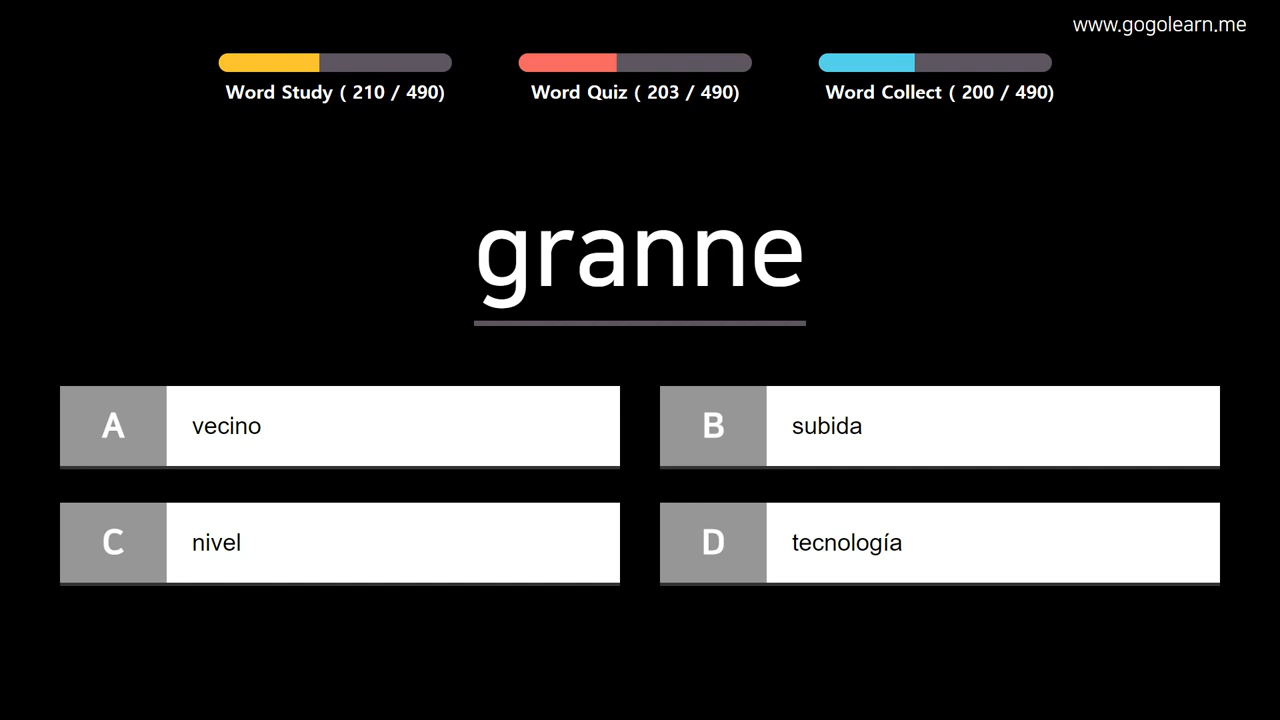 www.gogolearn.me
Word Study ( 210 / 490)
Word Quiz ( 203 / 490)
Word Collect ( 200 / 490)
granne
A vecino
B subida
C nivel
D tecnología